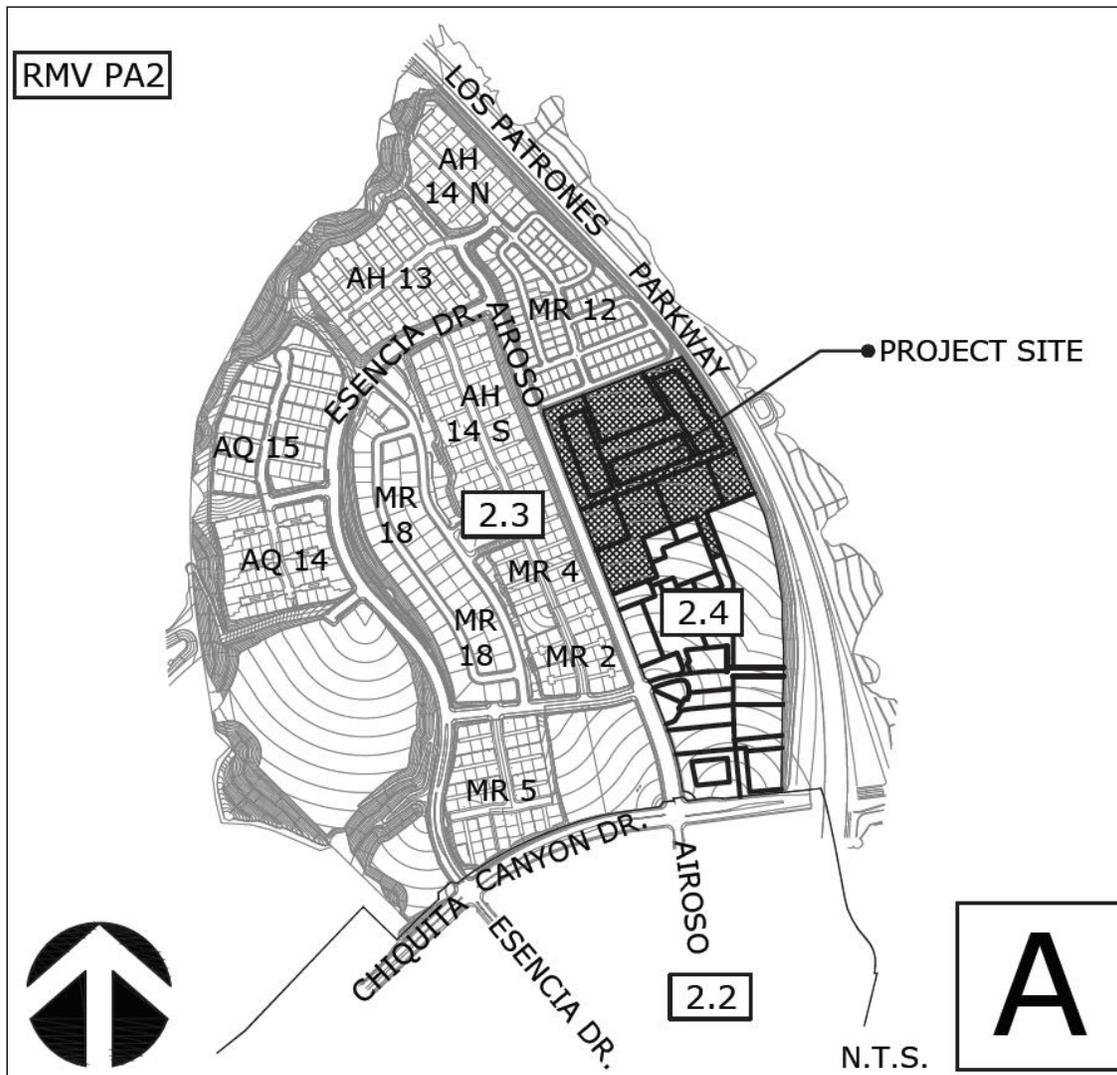 RMV PA2
LOS PATRONES
PARKWAY
AH
14 N
AH 13
MR 12
ESENCIA DR.
AIROSO
PROJECT SITE
AH
14 S
AQ 15
MR
18
2.3
AQ 14
MR 4
MR
18
MR 2
2.4
MR 5
CHIQUITA CANYON DR.
AIROSO
ESENCIA DR.
2.2
A
N.T.S.